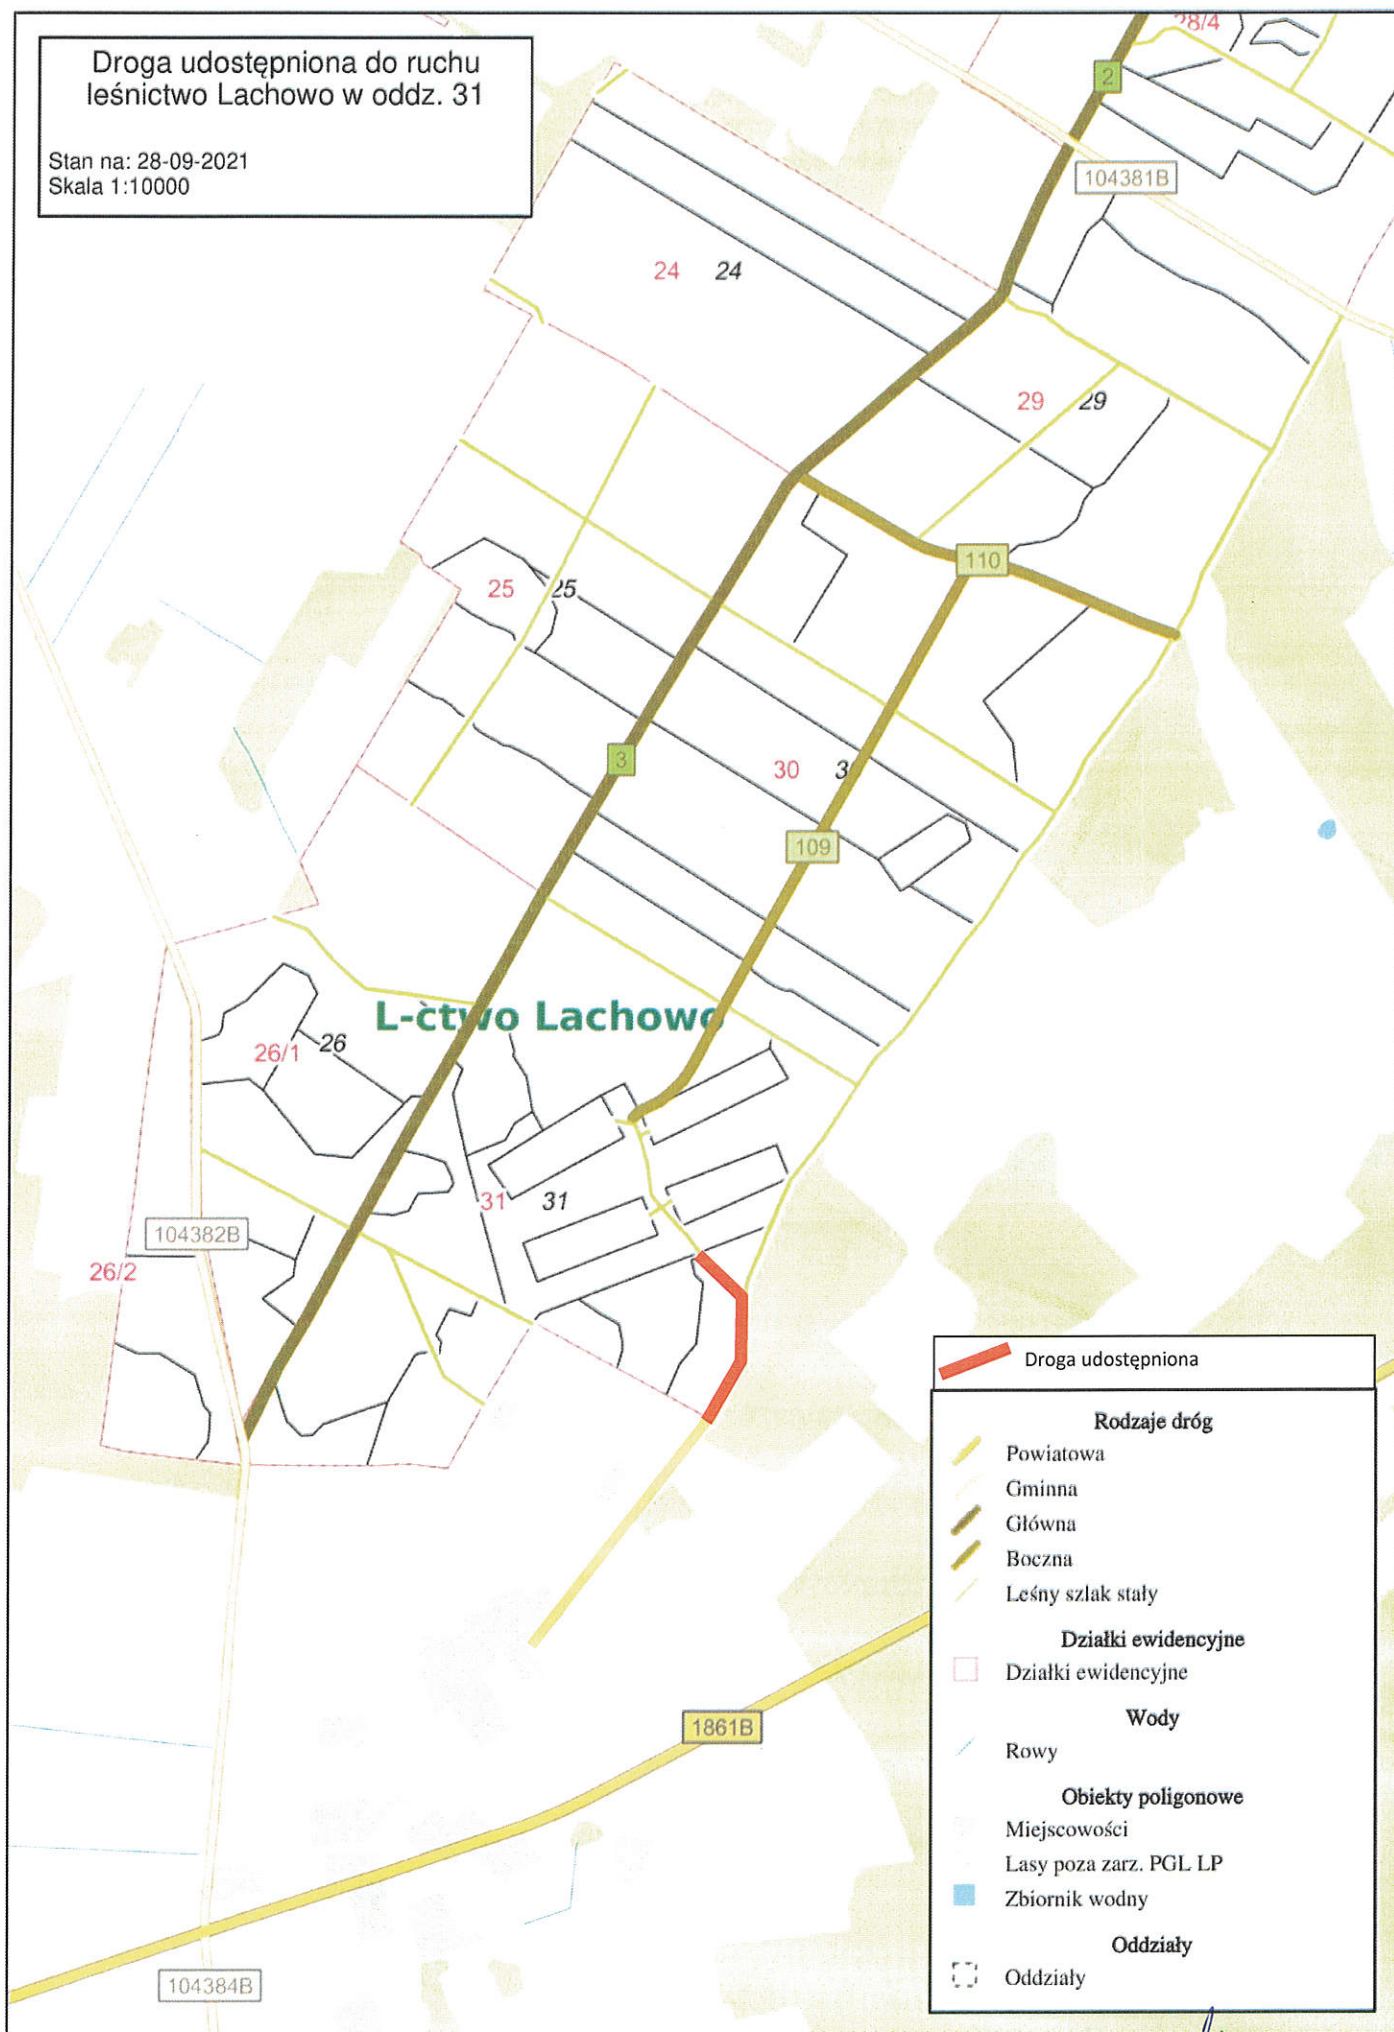 Droga udostępniona do ruchu
leśnictwo Lachowo w oddz. 31
Stan na: 28-09-2021
Skala 1:10000
28/4
2
104381B
24 24
29 29
110
25 25
3
30 3
109
L-ctwo Lachowo
26/1 26
31 31
104382B
26/2
1861B
104384B
Droga udostępniona
Rodzaje dróg
Powiatowa
Gminna
Główna
Boczna
Leśny szlak stały
Działki ewidencyjne
Działki ewidencyjne
Wody
Rowy
Obiekty poligonowe
Miejscowości
Lasy poza zarz. PGL LP
Zbiornik wodny
Oddziały
Oddziały